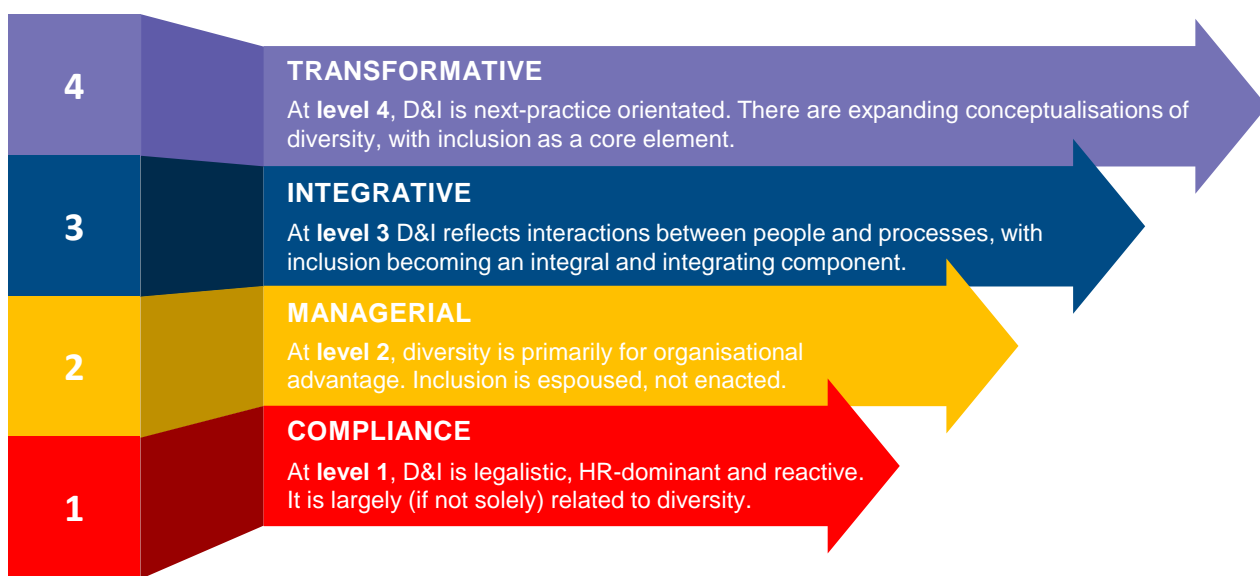 4
TRANSFORMATIVE
At level 4, D&I is next-practice orientated. There are expanding conceptualisations of
diversity, with inclusion as a core element.
3
INTEGRATIVE
At level 3 D&I reflects interactions between people and processes, with
inclusion becoming an integral and integrating component.
2
MANAGERIAL
At level 2, diversity is primarily for organisational
advantage. Inclusion is espoused, not enacted.
1
COMPLIANCE
At level 1, D&I is legalistic, HR-dominant and reactive.
It is largely (if not solely) related to diversity.